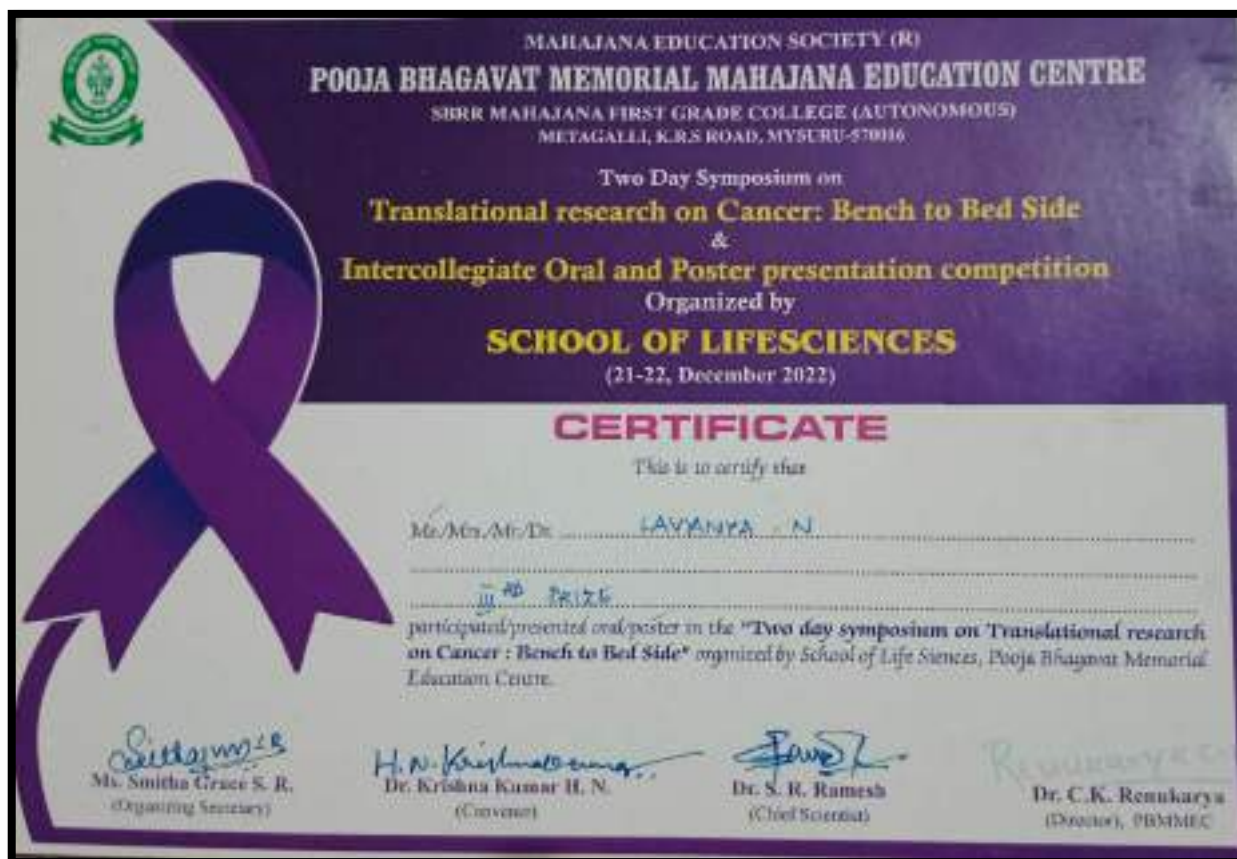 MAHAJANA EDUCATION SOCIETY (R)
POOJA BHAGAVAT MEMORIAL MAHAJANA EDUCATION CENTRE
SBRR MAHAJANA FIRST GRADE COLLEGE (AUTONOMOUS)
METAGALLI, K.R.S ROAD, MYSURU-570016
Two Day Symposium on
Translational research on Cancer: Bench to Bed Side
&
Intercollegiate Oral and Poster presentation competition
Organized by
SCHOOL OF LIFESCIENCES
(21-22, December 2022)
CERTIFICATE
This is to certify that
Ms./Mrs./Mr./Dr. LAVANYA . N
III RD PRIZE
participated/presented oral/poster in the "Two day symposium on Translational research
on Cancer : Bench to Bed Side" organized by School of Life Siences, Pooja Bhagavat Memorial
Education Centre.
H.N. Krishnakumar
Ms. Smitha Grace S. R.
(Organizing Secretary)
Dr. Krishna Kumar H. N.
(Convener)
Dr. S. R. Ramesh
(Chief Scientist)
Renukarya
Dr. C.K. Renukarya
(Director), PBMMEC